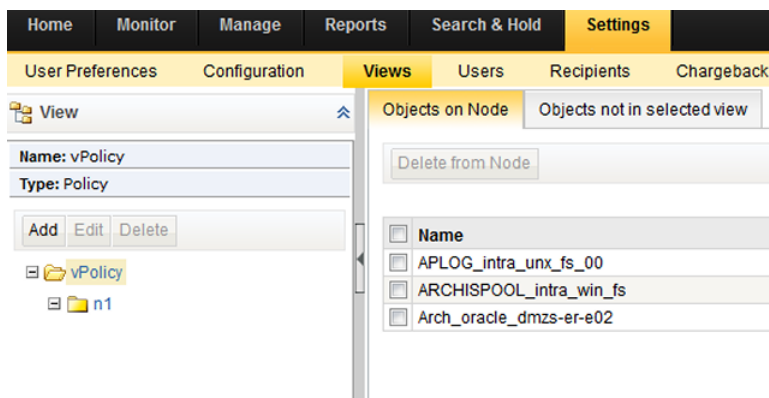 Home Monitor Manage Reports Search & Hold Settings
User Preferences Configuration Views Users Recipients Chargeback
View
Objects on Node Objects not in selected view
Name: vPolicy
Type: Policy
Delete from Node
Add Edit Delete
Name
vPolicy
APLOG_intra_unx_fs_00
n1
ARCHISPOOL_intra_win_fs
Arch_oracle_dmzs-er-e02